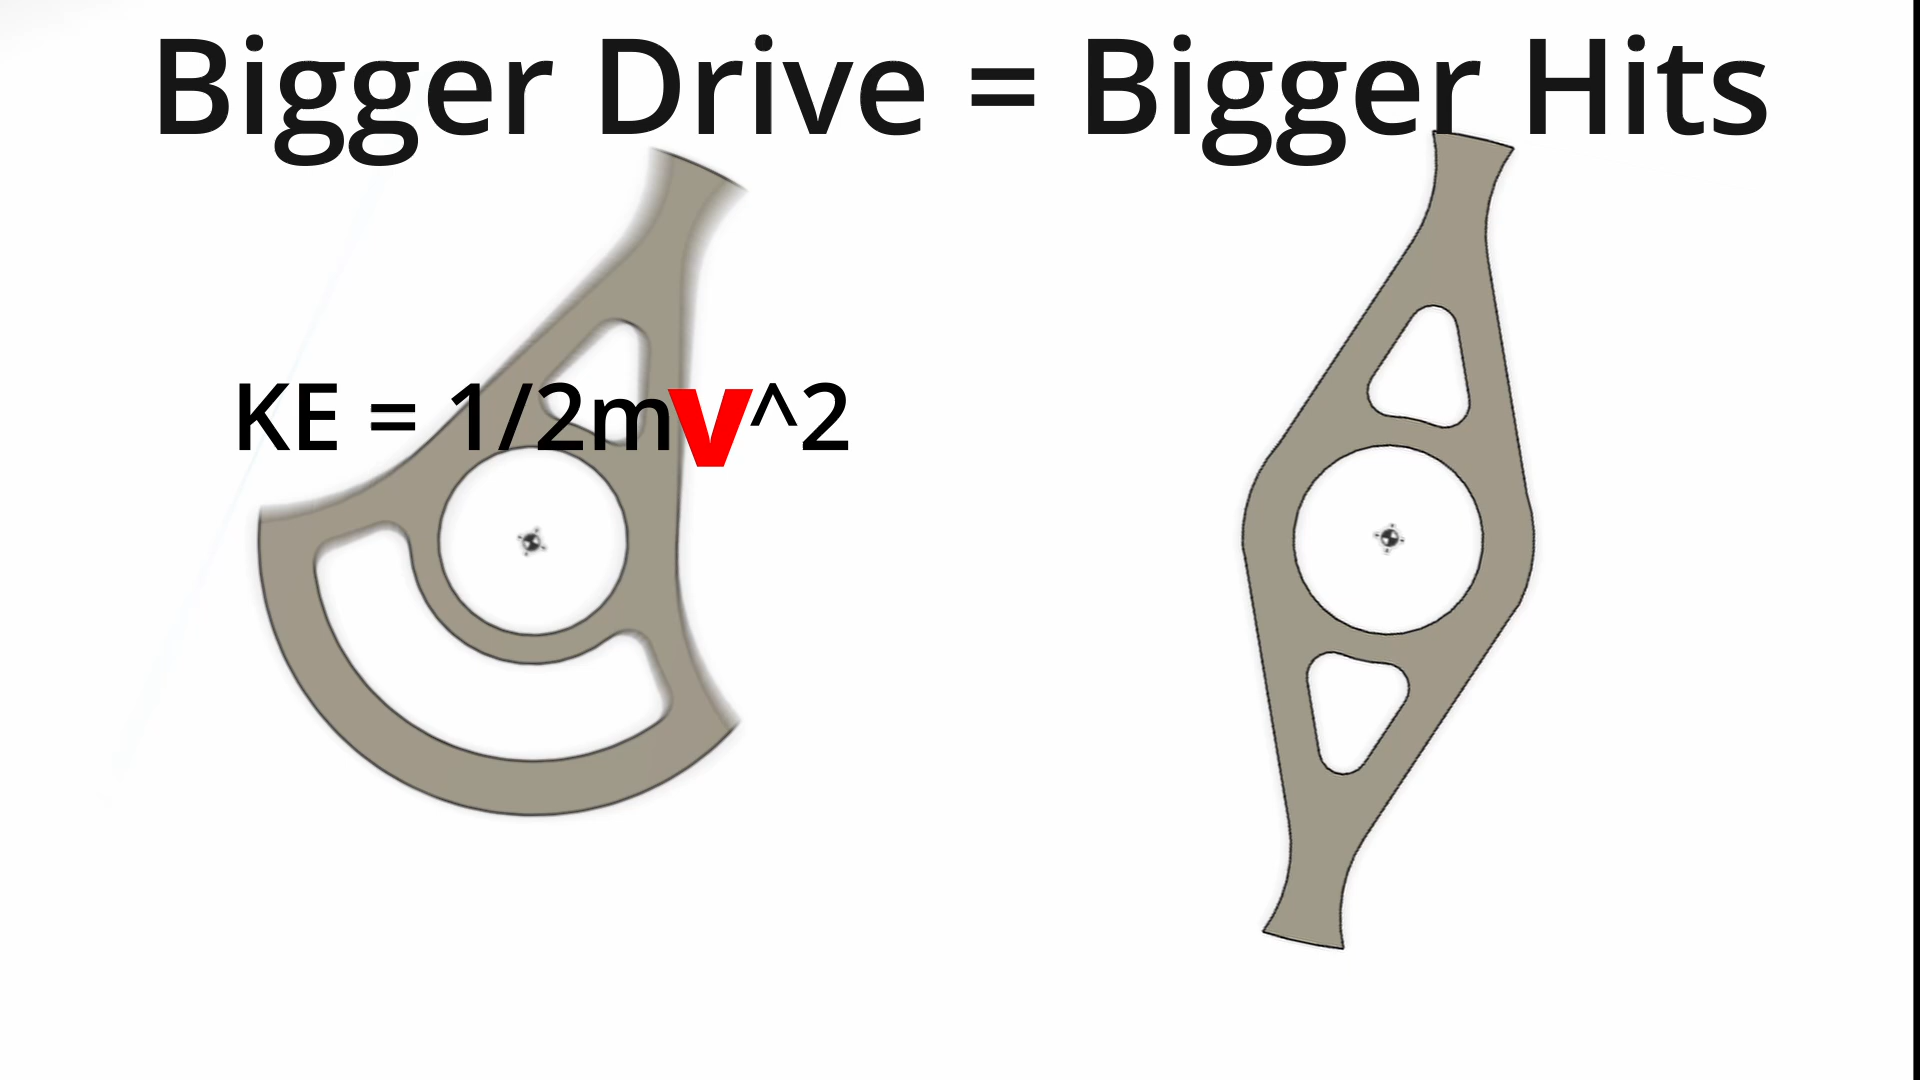 Bigger Drive = Bigger Hits
KE = 1/2mv^2